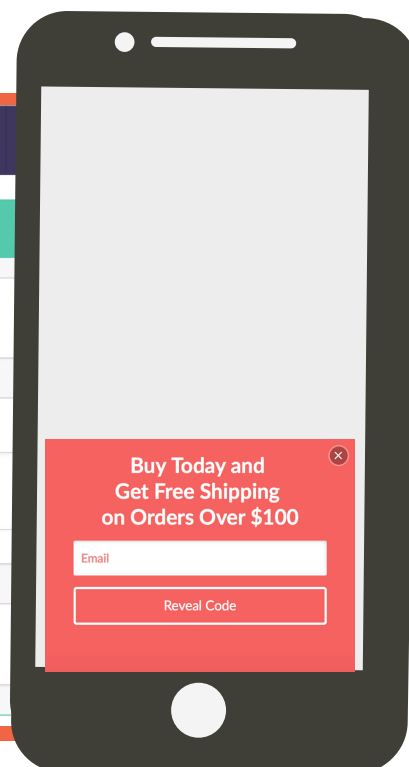 Buy Today and
Get Free Shipping
on Orders Over $100
Email
Reveal Code